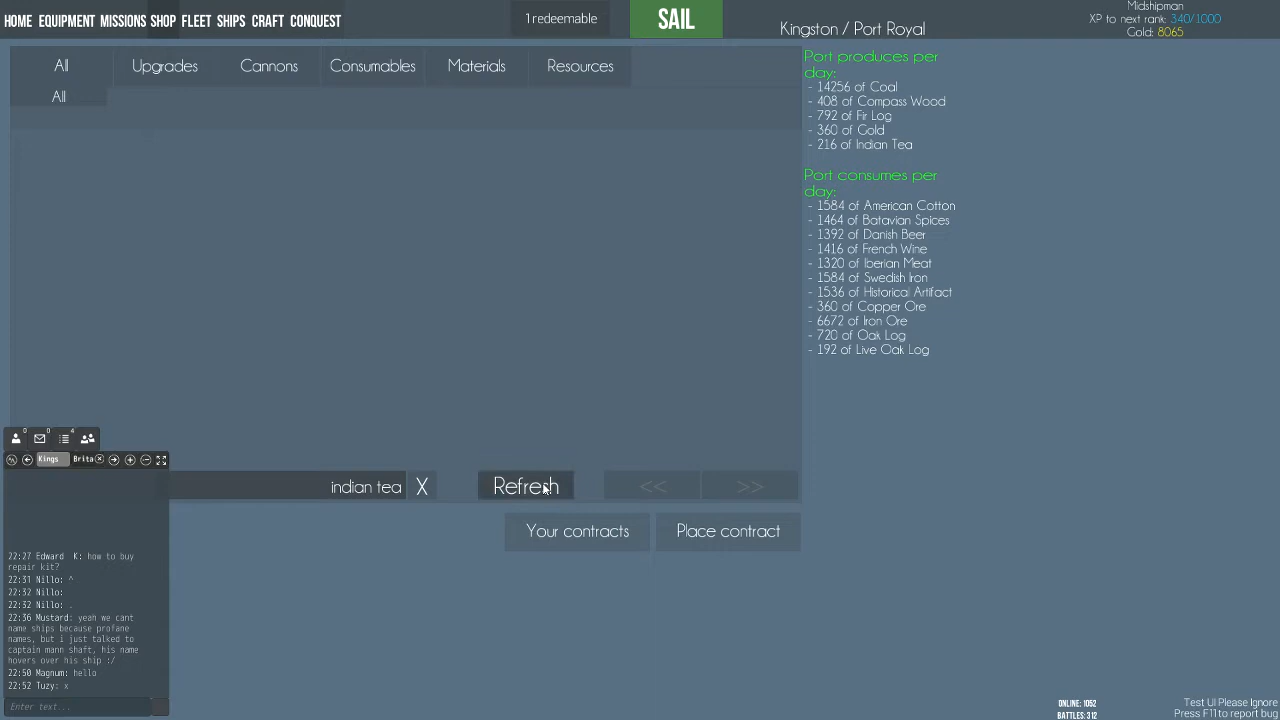 HOME EQUIPMENT MISSIONS SHOP FLEET SHIPS CRAFT CONQUEST
1 redeemable
SAIL
Kingston / Port Royal
Midshipman
XP to next rank: 340/1000
Gold: 8065
All Upgrades Cannons Consumables Materials Resources
All
Port produces per
day:
- 14256 of Coal
- 408 of Compass Wood
- 792 of Fir Log
- 360 of Gold
- 216 of Indian Tea
Port consumes per
day:
- 1584 of American Cotton
- 1464 of Batavian Spices
- 1392 of Danish Beer
- 1416 of French Wine
- 1320 of Iberian Meat
- 1584 of Swedish Iron
- 1536 of Historical Artifact
- 360 of Copper Ore
- 6672 of Iron Ore
- 720 of Oak Log
- 192 of Live Oak Log
0 0 4
Kings Brita
indian tea X Refresh << >>
Your contracts Place contract
22:27 Edward K: how to buy
repair kit?
22:31 Nillo: ^
22:32 Nillo:
22:32 Nillo: .
22:36 Mustard: yeah we cant
name ships because profane
names, but i just talked to
captain mann shaft, his name
hovers over his ship :/
22:50 Magnum: hello
22:52 Tuzy: x
Enter text...
ONLINE: 1052
BATTLES: 312
Test UI Please Ignore
Press F11 to report bug